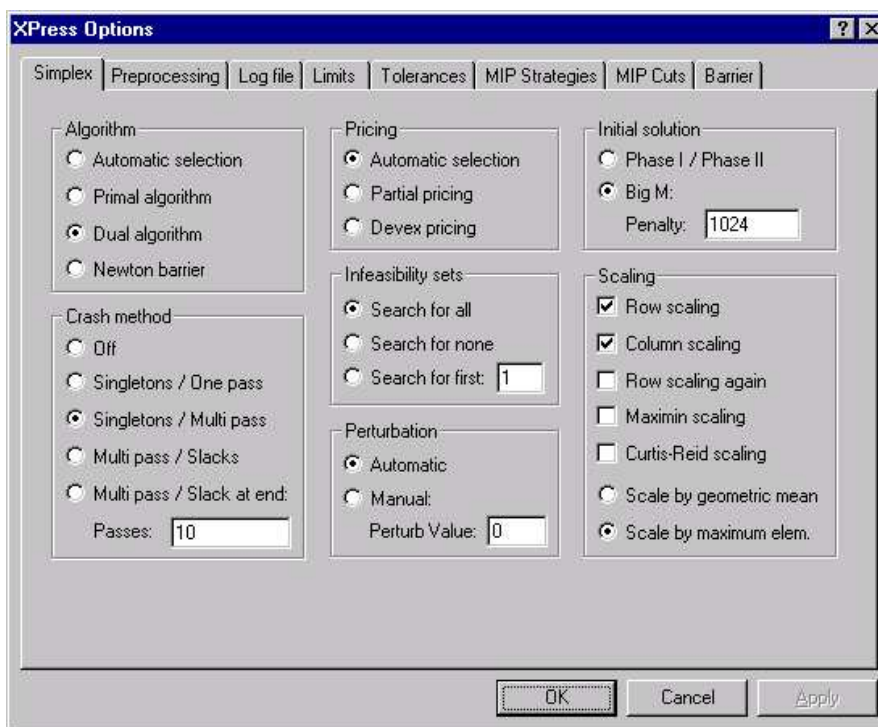 XPress Options
Simplex
Preprocessing
Log file
Limits
Tolerances
MIP Strategies
MIP Cuts
Barrier
Algorithm
Automatic selection
Primal algorithm
Dual algorithm
Newton barrier
Crash method
Off
Singletons / One pass
Singletons / Multi pass
Multi pass / Slacks
Multi pass / Slack at end:
Passes: 10
Pricing
Automatic selection
Partial pricing
Devex pricing
Infeasibility sets
Search for all
Search for none
Search for first: 1
Perturbation
Automatic
Manual:
Perturb Value: 0
Initial solution
Phase I / Phase II
Big M:
Penalty: 1024
Scaling
Row scaling
Column scaling
Row scaling again
Maximin scaling
Curtis-Reid scaling
Scale by geometric mean
Scale by maximum elem.
OK
Cancel
Apply